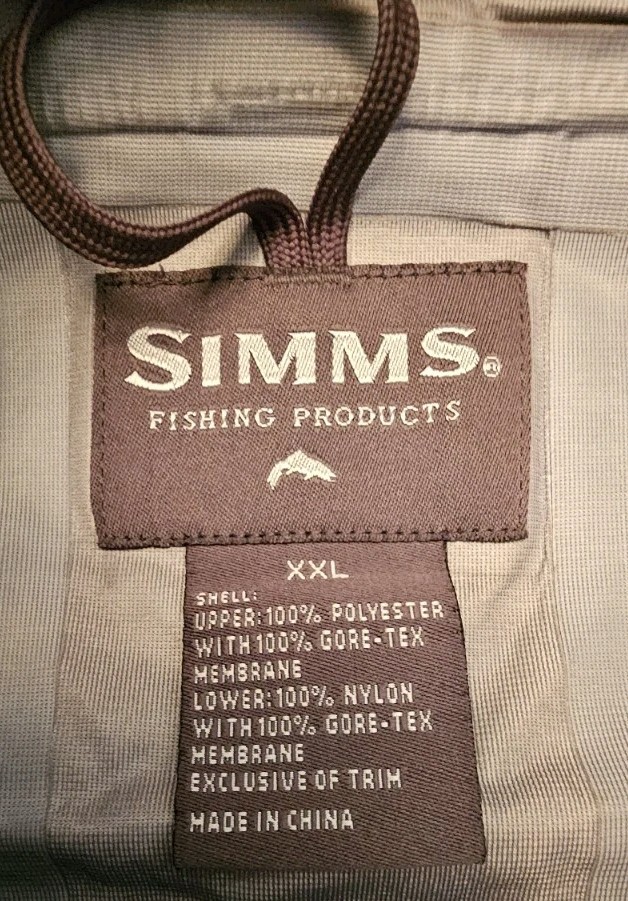 SIMMS®
FISHING PRODUCTS
XXL
SHELL:
UPPER:100% POLYESTER
WITH 100% GORE-TEX
MEMBRANE
LOWER:100% NYLON
WITH 100% GORE-TEX
MEMBRANE
EXCLUSIVE OF TRIM
MADE IN CHINA